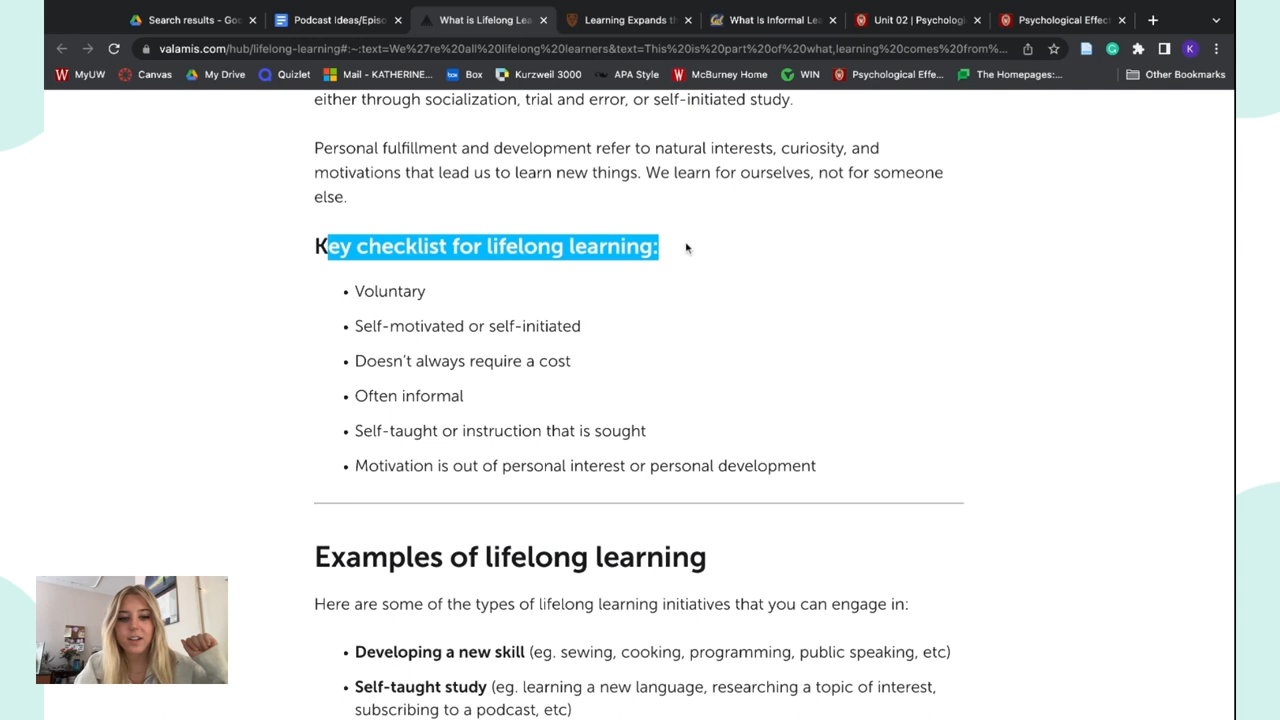 Search results - Goo
Podcast Ideas/Episo
What is Lifelong Lea
Learning Expands th
What Is Informal Lea
Unit 02 | Psychologi
Psychological Effect
valamis.com/hub/lifelong-learning#:~:text=We%27re%20all%20lifelong%20learners&text=This%20is%20part%20of%20what,learning%20comes%20from%...
K
MyUW
Canvas
My Drive
Quizlet
Mail - KATHERINE...
box Box
Kurzweil 3000
APA Style
McBurney Home
WIN
Psychological Effe...
The Homepages:...
Other Bookmarks
either through socialization, trial and error, or self-initiated study.
Personal fulfillment and development refer to natural interests, curiosity, and
motivations that lead us to learn new things. We learn for ourselves, not for someone
else.
Key checklist for lifelong learning:
• Voluntary
• Self-motivated or self-initiated
• Doesn't always require a cost
• Often informal
• Self-taught or instruction that is sought
• Motivation is out of personal interest or personal development
Examples of lifelong learning
Here are some of the types of lifelong learning initiatives that you can engage in:
• Developing a new skill (eg. sewing, cooking, programming, public speaking, etc)
• Self-taught study (eg. learning a new language, researching a topic of interest,
subscribing to a podcast, etc)